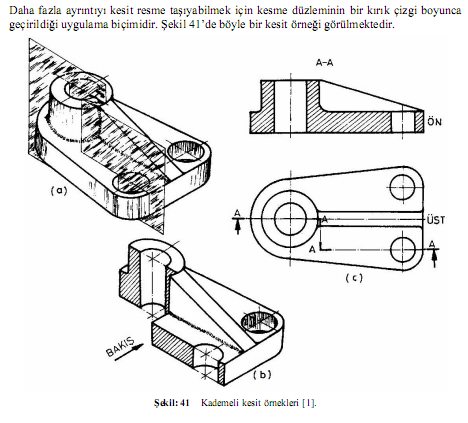 Daha fazla ayrıntıyı kesit resme taşıyabilmek için kesme düzleminin bir kırık çizgi boyunca
geçirildiği uygulama biçimidir. Şekil 41'de böyle bir kesit örneği görülmektedir.
A-A
ÖN
(a)
A
A
ÜST
A
A
(c)
BAKIŞ
(b)
Şekil: 41 Kademeli kesit örnekleri [1].